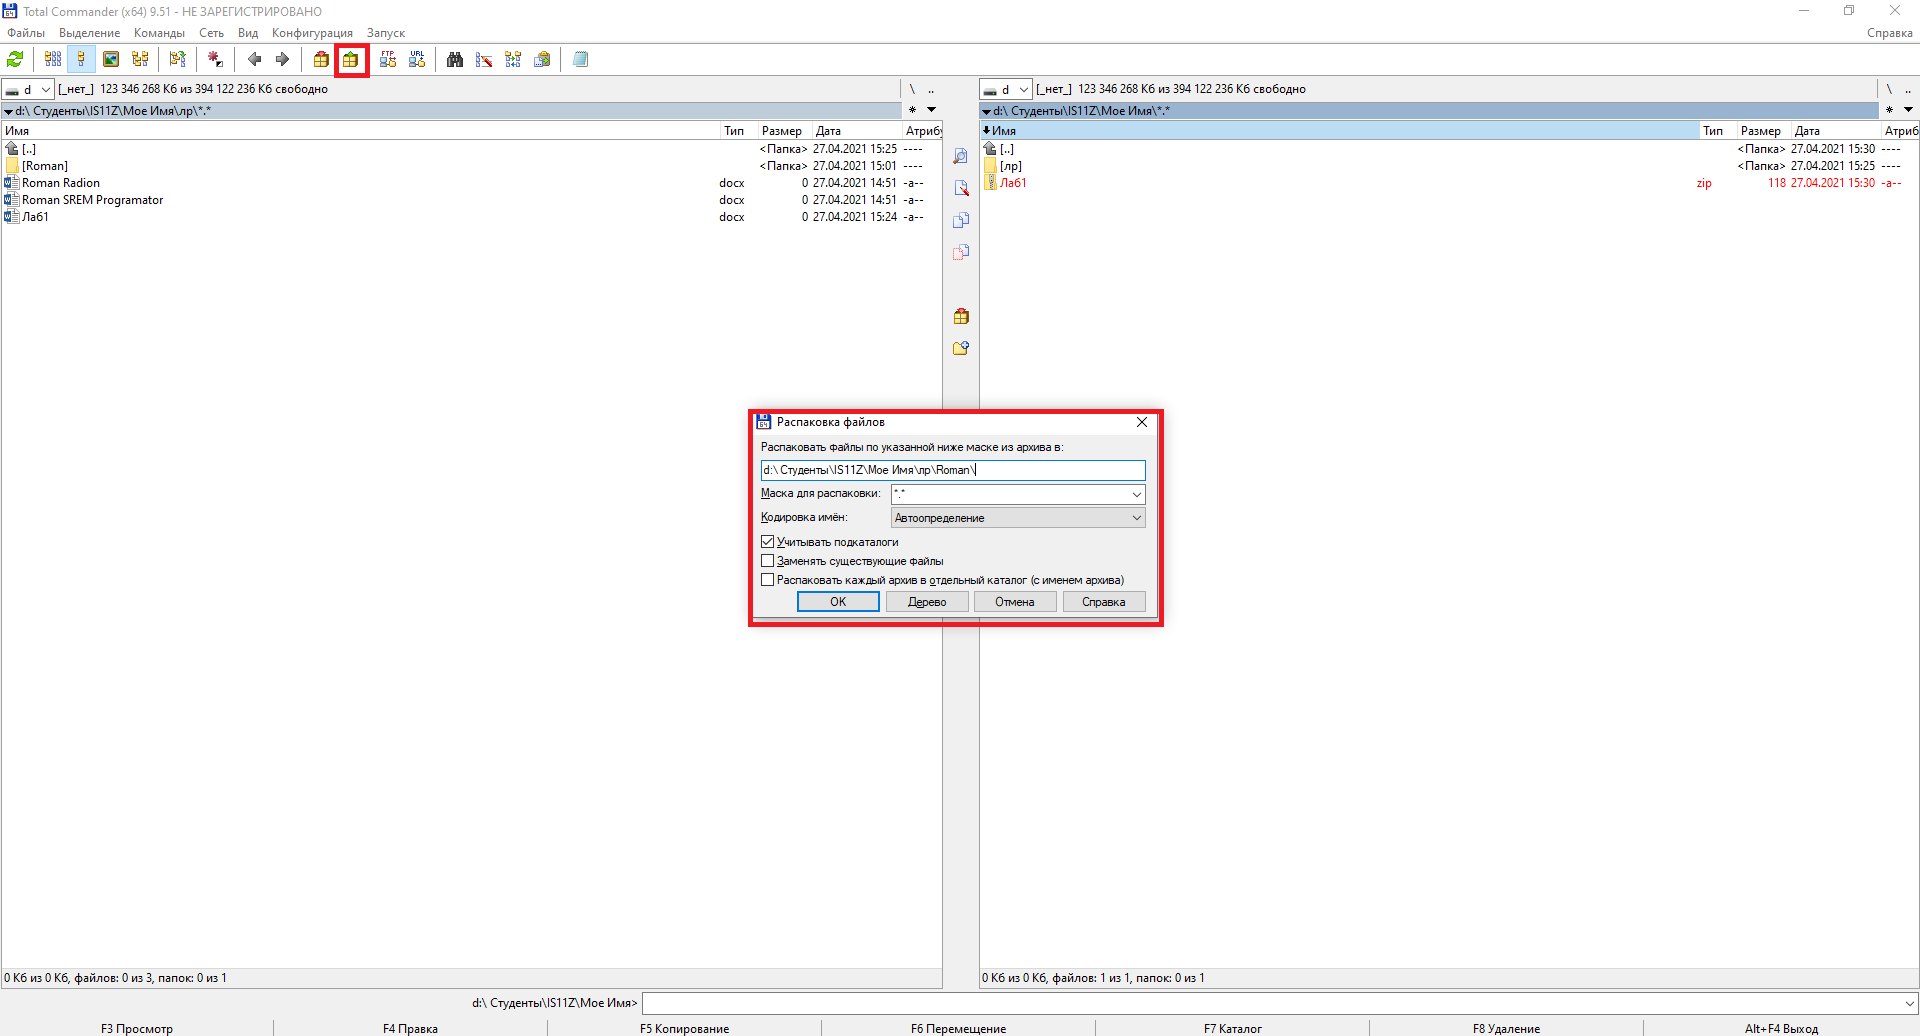 Total Commander (x64) 9.51 - НЕ ЗАРЕГИСТРИРОВАНО
Файлы Выделение Команды Сеть Вид Конфигурация Запуск Справка
FTP URL
d [_нет_] 123 346 268 Кб из 394 122 236 Кб свободно \ ..
d:\ Студенты\IS11Z\Мое Имя\лр\*.* *
Имя Тип Размер Дата Атрибу
[..] <Папка> 27.04.2021 15:25 ----
[Roman] <Папка> 27.04.2021 15:01 ----
Roman Radion docx 0 27.04.2021 14:51 -a--
Roman SREM Programator docx 0 27.04.2021 14:51 -a--
Лаб1 docx 0 27.04.2021 15:24 -a--
0 Кб из 0 Кб, файлов: 0 из 3, папок: 0 из 1
d [_нет_] 123 346 268 Кб из 394 122 236 Кб свободно \ ..
d:\ Студенты\IS11Z\Мое Имя\*.* *
Имя Тип Размер Дата Атриб
[..] <Папка> 27.04.2021 15:30 ----
[лр] <Папка> 27.04.2021 15:25 ----
Лаб1 zip 118 27.04.2021 15:30 -a--
0 Кб из 0 Кб, файлов: 1 из 1, папок: 0 из 1
Распаковка файлов
Распаковать файлы по указанной ниже маске из архива в:
d:\ Студенты\IS11Z\Мое Имя\лр\Roman\
Маска для распаковки: *.*
Кодировка имён: Автоопределение
Учитывать подкаталоги
Заменять существующие файлы
Распаковать каждый архив в отдельный каталог (с именем архива)
OK Дерево Отмена Справка
d:\ Студенты\IS11Z\Мое Имя>
F3 Просмотр F4 Правка F5 Копирование F6 Перемещение F7 Каталог F8 Удаление Alt+F4 Выход